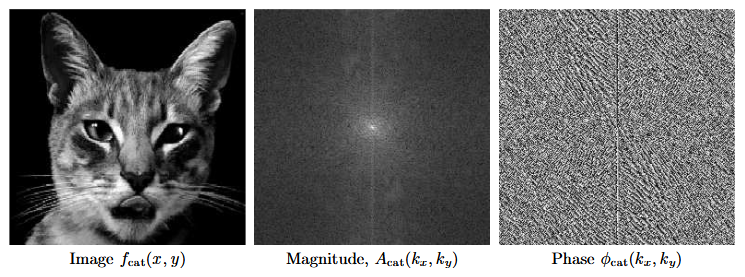 Image f_cat(x, y)
Magnitude, A_cat(k_x, k_y)
Phase ϕ_cat(k_x, k_y)